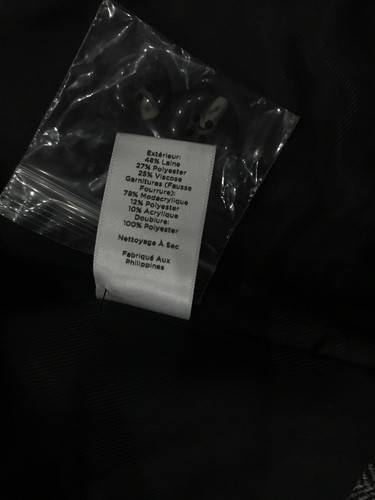 Extérieur:
48% Laine
27% Polyester
25% Viscose
Garnitures (Fausse
Fourrure):
78% Modacrylique
12% Polyester
10% Acrylique
Doublure:
100% Polyester
Nettoyage À Sec
Fabriqué Aux
Philippines